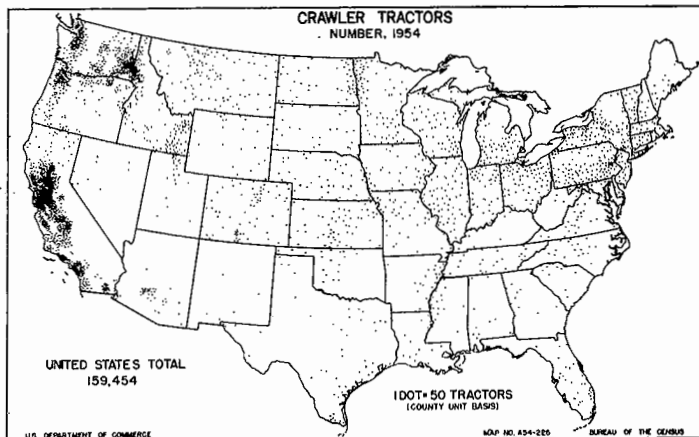 CRAWLER TRACTORS
. NUMBER, 1954
UNITED STATES TOTAL
159,454
1 DOT=50 TRACTORS
(COUNTY UNIT BASIS)
U.S. DEPARTMENT OF COMMERCE
MAP NO. A54-226
BUREAU OF THE CENSUS